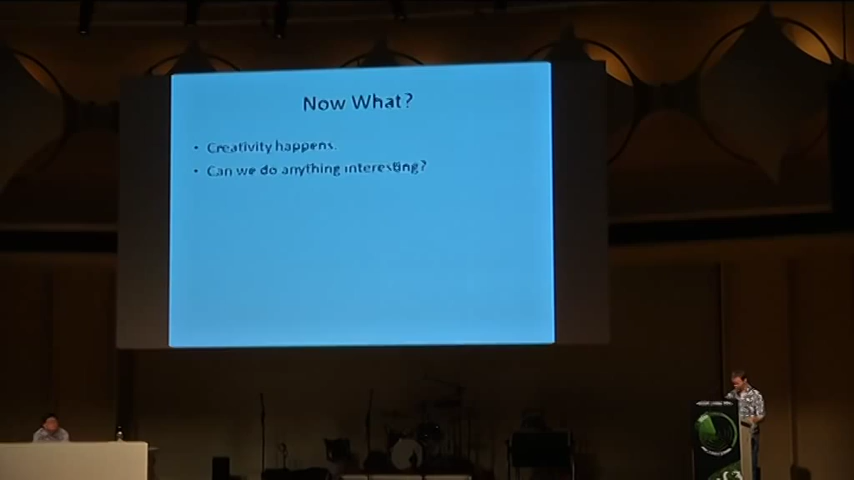 Now What?
• Creativity happens.
• Can we do anything interesting?